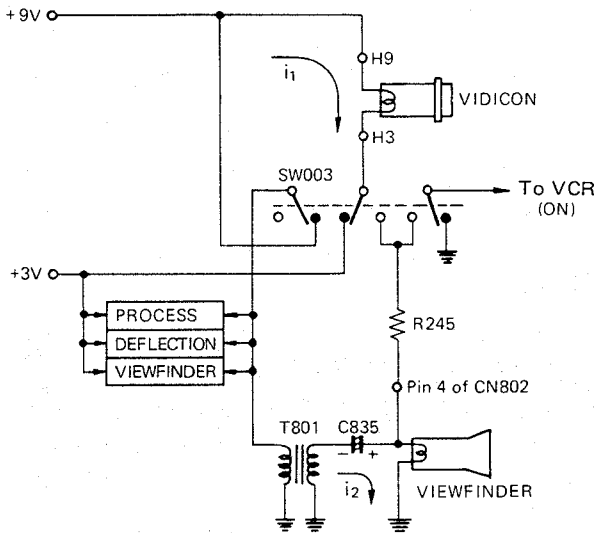 +9V
H9
i1
VIDICON
H3
SW003
To VCR
(ON)
+3V
PROCESS
DEFLECTION
VIEWFINDER
R245
Pin 4 of CN802
T801
C835
- +
i2
VIEWFINDER